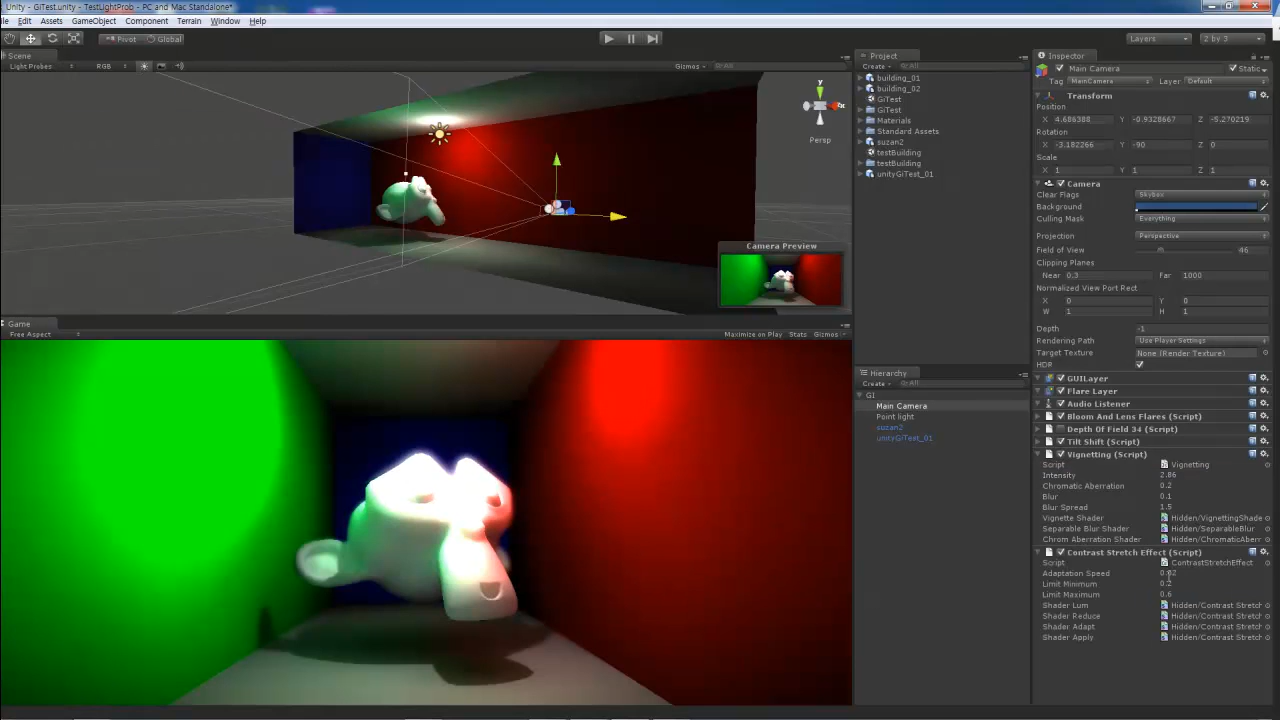 Unity - GiTest.unity - TestLightProb - PC and Mac Standalone*
Edit Assets GameObject Component Terrain Window Help
Pivot Global Layers 2 by 3
Scene
Light Probes RGB Gizmos All
Persp
y
x
Camera Preview
Game
Free Aspect Maximize on Play Stats Gizmos
Project
Create All
building_01
building_02
GiTest
GiTest
Materials
Standard Assets
suzan2
testBuilding
testBuilding
unityGiTest_01
Hierarchy
Create All
GI
Main Camera
Point light
suzan2
unityGiTest_01
Inspector
Main Camera Static
Tag MainCamera Layer Default
Transform
Position
X 4.686388 Y -0.9328667 Z -5.270219
Rotation
X -3.182266 Y -90 Z 0
Scale
X 1 Y 1 Z 1
Camera
Clear Flags Skybox
Background
Culling Mask Everything
Projection Perspective
Field of View 46
Clipping Planes
Near 0.3 Far 1000
Normalized View Port Rect
X 0 Y 0
W 1 H 1
Depth -1
Rendering Path Use Player Settings
Target Texture None (Render Texture)
HDR
GUILayer
Flare Layer
Audio Listener
Bloom And Lens Flares (Script)
Depth Of Field 34 (Script)
Tilt Shift (Script)
Vignetting (Script)
Script Vignetting
Intensity 2.86
Chromatic Aberration 0.2
Blur 0.1
Blur Spread 1.5
Vignette Shader Hidden/VignettingShade
Separable Blur Shader Hidden/SeparableBlur
Chrom Aberration Shader Hidden/ChromaticAberr
Contrast Stretch Effect (Script)
Script ContrastStretchEffect
Adaptation Speed 0.02
Limit Minimum 0.2
Limit Maximum 0.6
Shader Lum Hidden/Contrast Stretch
Shader Reduce Hidden/Contrast Stretch
Shader Adapt Hidden/Contrast Stretch
Shader Apply Hidden/Contrast Stretch